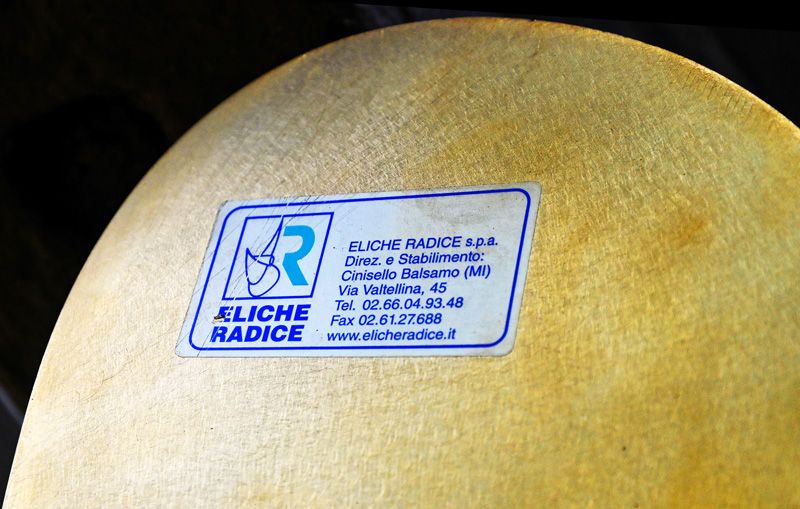 R
ELICHE
RADICE
ELICHE RADICE s.p.a.
Direz. e Stabilimento:
Cinisello Balsamo (MI)
Via Valtellina, 45
Tel. 02.66.04.93.48
Fax 02.61.27.688
www.elicheradice.it